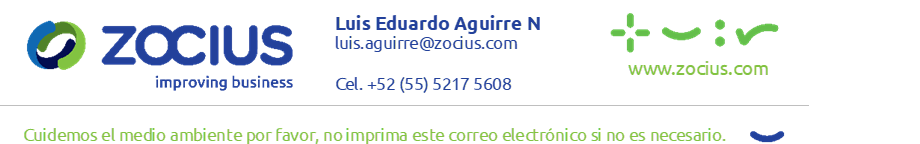 ZOCIUS
improving business
Luis Eduardo Aguirre N
luis.aguirre@zocius.com
Cel. +52 (55) 5217 5608
www.zocius.com
Cuidemos el medio ambiente por favor, no imprima este correo electrónico si no es necesario.